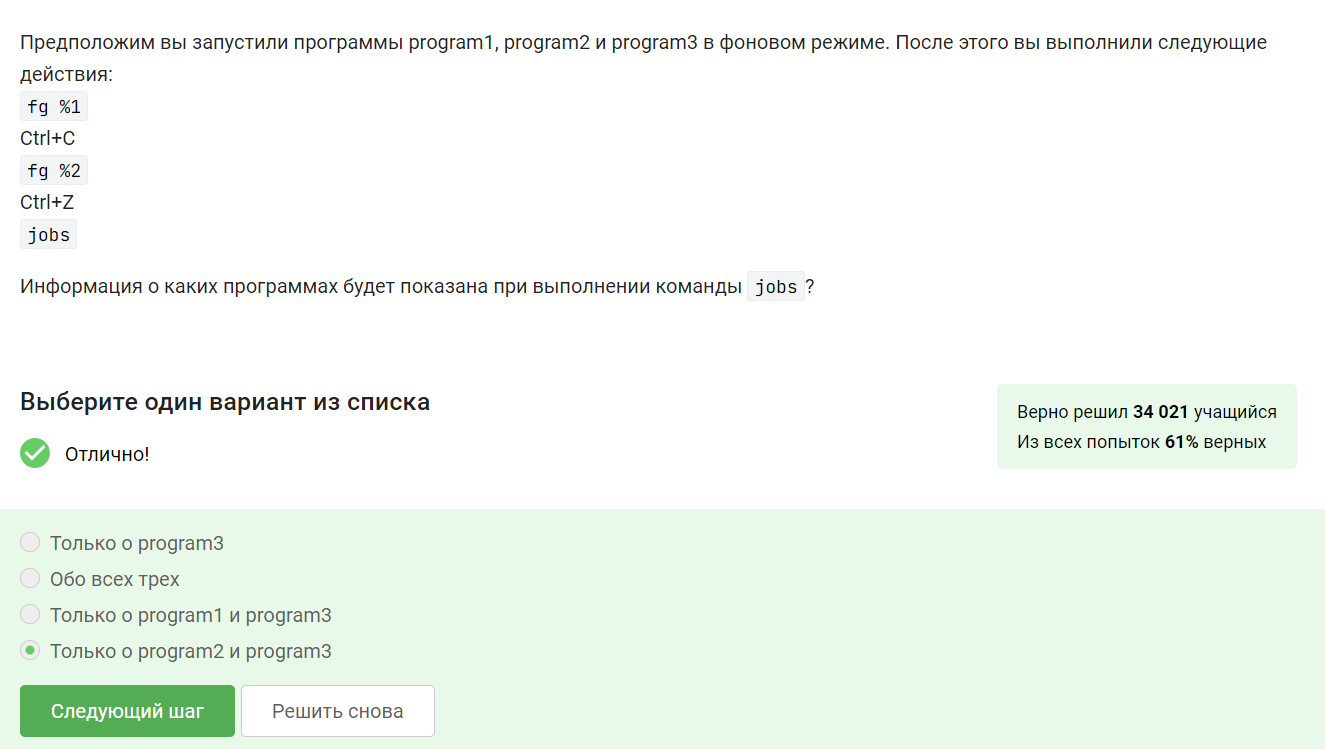 Предположим вы запустили программы program1, program2 и program3 в фоновом режиме. После этого вы выполнили следующие
действия:
fg %1
Ctrl+C
fg %2
Ctrl+Z
jobs
Информация о каких программах будет показана при выполнении команды jobs?
Выберите один вариант из списка
Отлично!
Верно решил 34 021 учащийся
Из всех попыток 61% верных
Только о program3
Обо всех трех
Только о program1 и program3
Только о program2 и program3
Следующий шаг
Решить снова